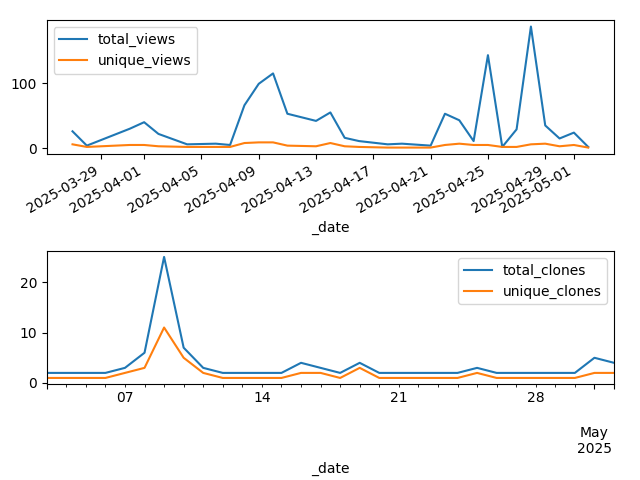 total_views
unique_views
100
0
2025-03-29
2025-04-01
2025-04-05
2025-04-09
2025-04-13
2025-04-17
2025-04-21
2025-04-25
2025-04-29
2025-05-01
_date
total_clones
unique_clones
20
10
0
07
14
21
28
May
2025
_date